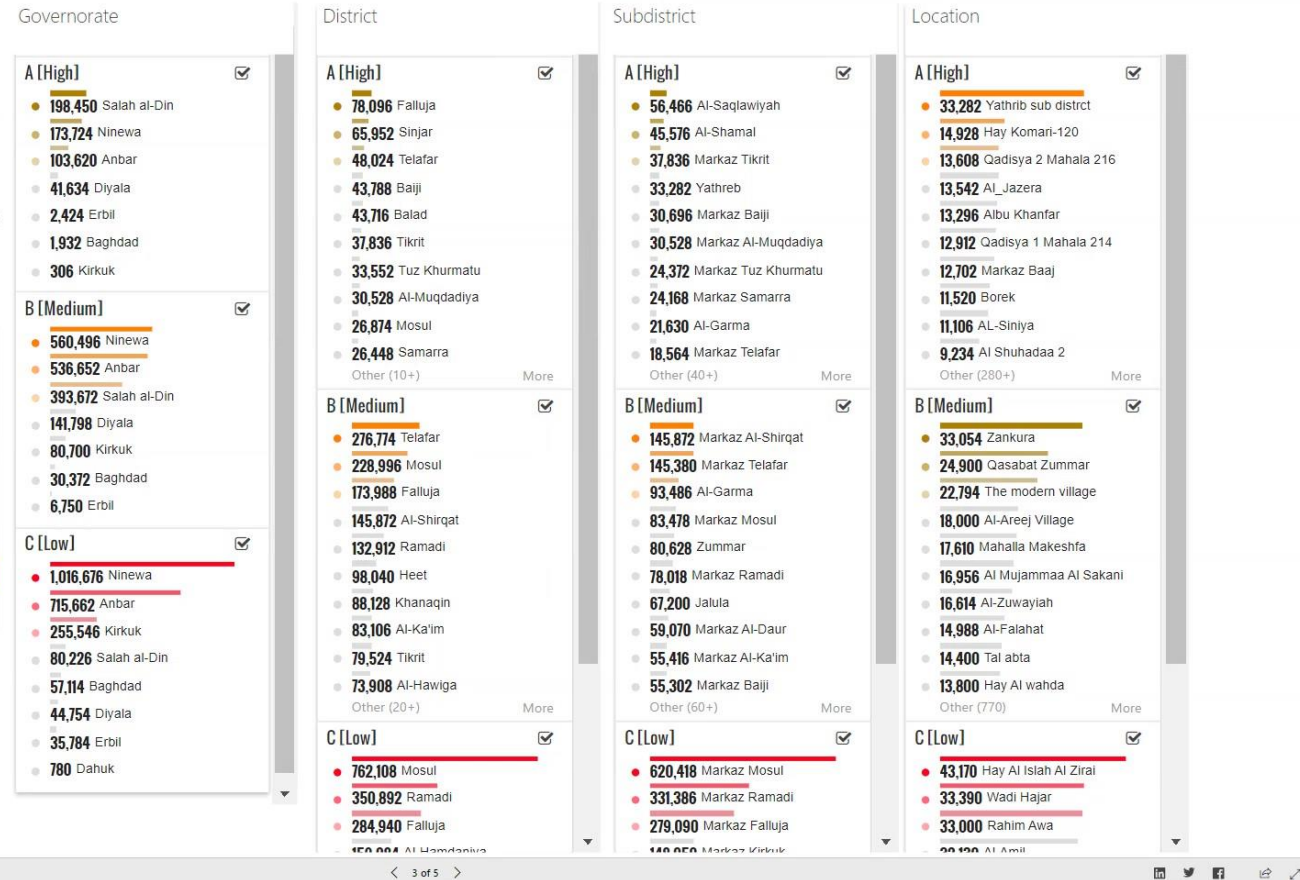 Governorate
A [High]
198,450 Salah al-Din
173,724 Ninewa
103,620 Anbar
41,634 Diyala
2,424 Erbil
1,932 Baghdad
306 Kirkuk
B [Medium]
560,496 Ninewa
536,652 Anbar
393,672 Salah al-Din
141,798 Diyala
80,700 Kirkuk
30,372 Baghdad
6,750 Erbil
C [Low]
1,016,676 Ninewa
715,662 Anbar
255,546 Kirkuk
80,226 Salah al-Din
57,114 Baghdad
44,754 Diyala
35,784 Erbil
780 Dahuk
District
A [High]
78,096 Falluja
65,952 Sinjar
48,024 Telafar
43,788 Baiji
43,716 Balad
37,836 Tikrit
33,552 Tuz Khurmatu
30,528 Al-Muqdadiya
26,874 Mosul
26,448 Samarra
Other (10+) More
B [Medium]
276,774 Telafar
228,996 Mosul
173,988 Falluja
145,872 Al-Shirqat
132,912 Ramadi
98,040 Heet
88,128 Khanaqin
83,106 Al-Ka'im
79,524 Tikrit
73,908 Al-Hawiga
Other (20+) More
C [Low]
762,108 Mosul
350,892 Ramadi
284,940 Falluja
150,984 Al-Hamdaniya
Subdistrict
A [High]
56,466 Al-Saqlawiyah
45,576 Al-Shamal
37,836 Markaz Tikrit
33,282 Yathreb
30,696 Markaz Baiji
30,528 Markaz Al-Muqdadiya
24,372 Markaz Tuz Khurmatu
24,168 Markaz Samarra
21,630 Al-Garma
18,564 Markaz Telafar
Other (40+) More
B [Medium]
145,872 Markaz Al-Shirqat
145,380 Markaz Telafar
93,486 Al-Garma
83,478 Markaz Mosul
80,628 Zummar
78,018 Markaz Ramadi
67,200 Jalula
59,070 Markaz Al-Daur
55,416 Markaz Al-Ka'im
55,302 Markaz Baiji
Other (60+) More
C [Low]
620,418 Markaz Mosul
331,386 Markaz Ramadi
279,090 Markaz Falluja
Markaz Kirkuk
Location
A [High]
33,282 Yathrib sub distrct
14,928 Hay Komari-120
13,608 Qadisya 2 Mahala 216
13,542 Al_Jazera
13,296 Albu Khanfar
12,912 Qadisya 1 Mahala 214
12,702 Markaz Baaj
11,520 Borek
11,106 AL-Siniya
9,234 Al Shuhadaa 2
Other (280+) More
B [Medium]
33,054 Zankura
24,900 Qasabat Zummar
22,794 The modern village
18,000 Al-Areej Village
17,610 Mahalla Makeshfa
16,956 Al Mujammaa Al Sakani
16,614 Al-Zuwayiah
14,988 Al-Falahat
14,400 Tal abta
13,800 Hay Al wahda
Other (770) More
C [Low]
43,170 Hay Al Islah Al Zirai
33,390 Wadi Hajar
33,000 Rahim Awa
Al Amil
3 of 5